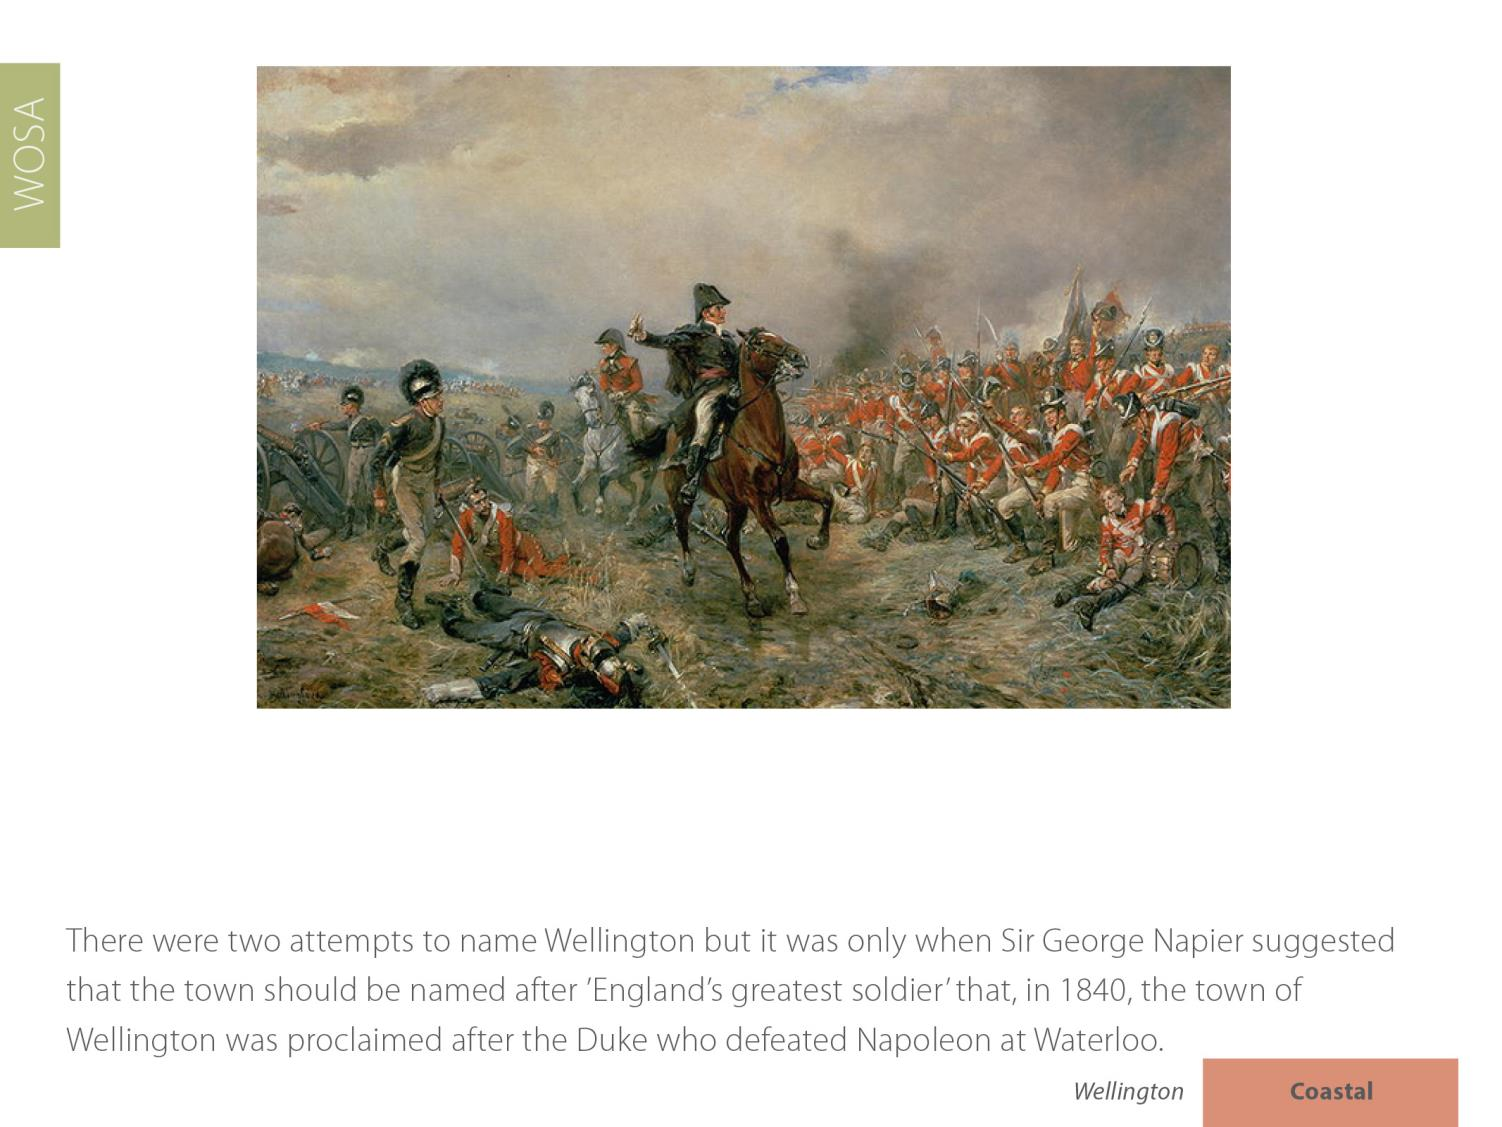 WOSA
There were two attempts to name Wellington but it was only when Sir George Napier suggested
that the town should be named after ’England’s greatest soldier’ that, in 1840, the town of
Wellington was proclaimed after the Duke who defeated Napoleon at Waterloo.
Wellington
Coastal